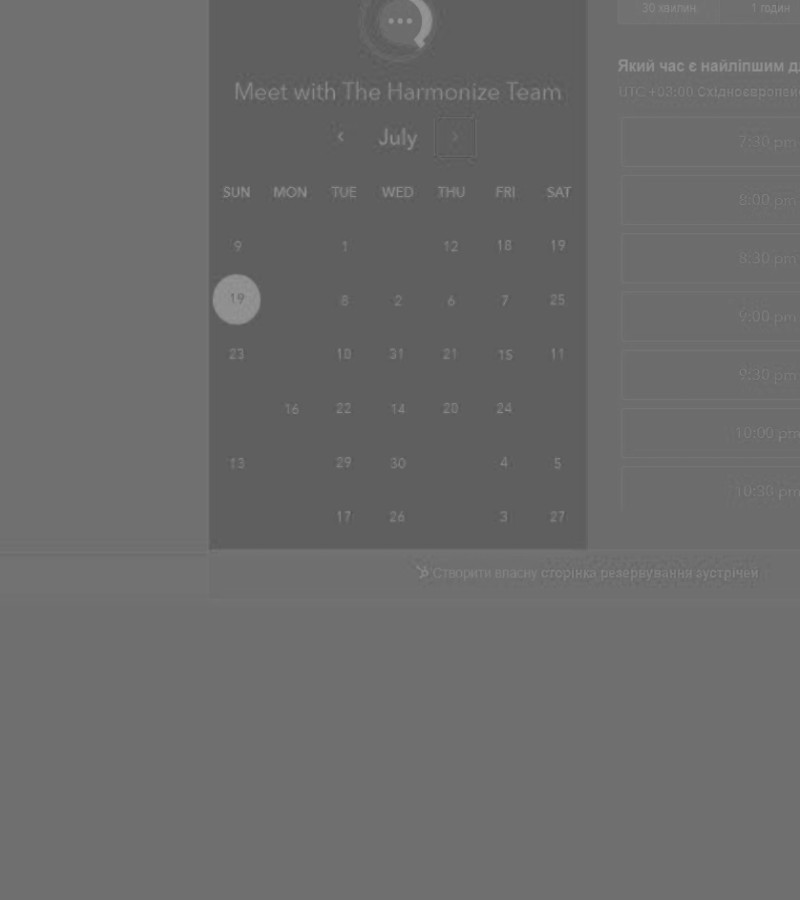 30 хвилин 1 годин
Який час є найліпшим д
UTC +03:00 Східноєвропей
Meet with The Harmonize Team
July
SUN MON TUE WED THU FRI SAT
9 1 12 18 19
19 8 2 6 7 25
23 10 31 21 15 11
16 22 14 20 24
13 29 30 4 5
17 26 3 27
7:30 pm
8:00 pm
8:30 pm
9:00 pm
9:30 pm
10:00 pm
10:30 pm
Створити власну сторінка резервування зустрічей